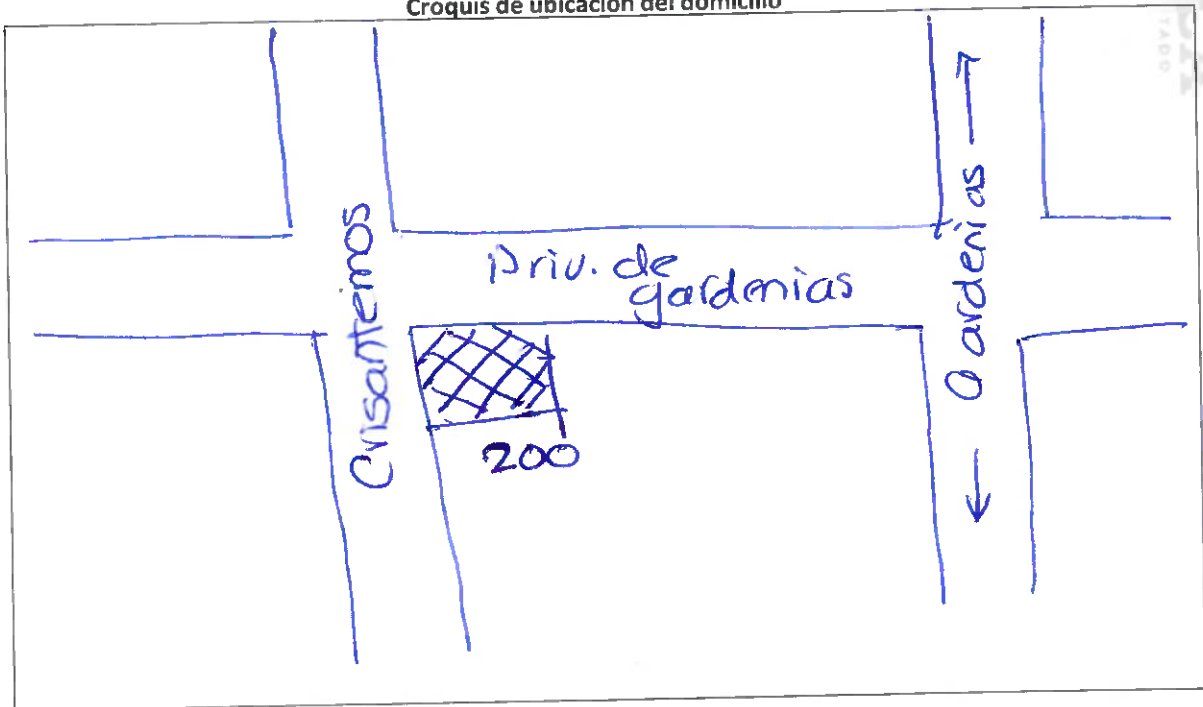 Croquis de ubicación del domicilio
Priv. de
gardenias
Crisantemos
Gardenias
200